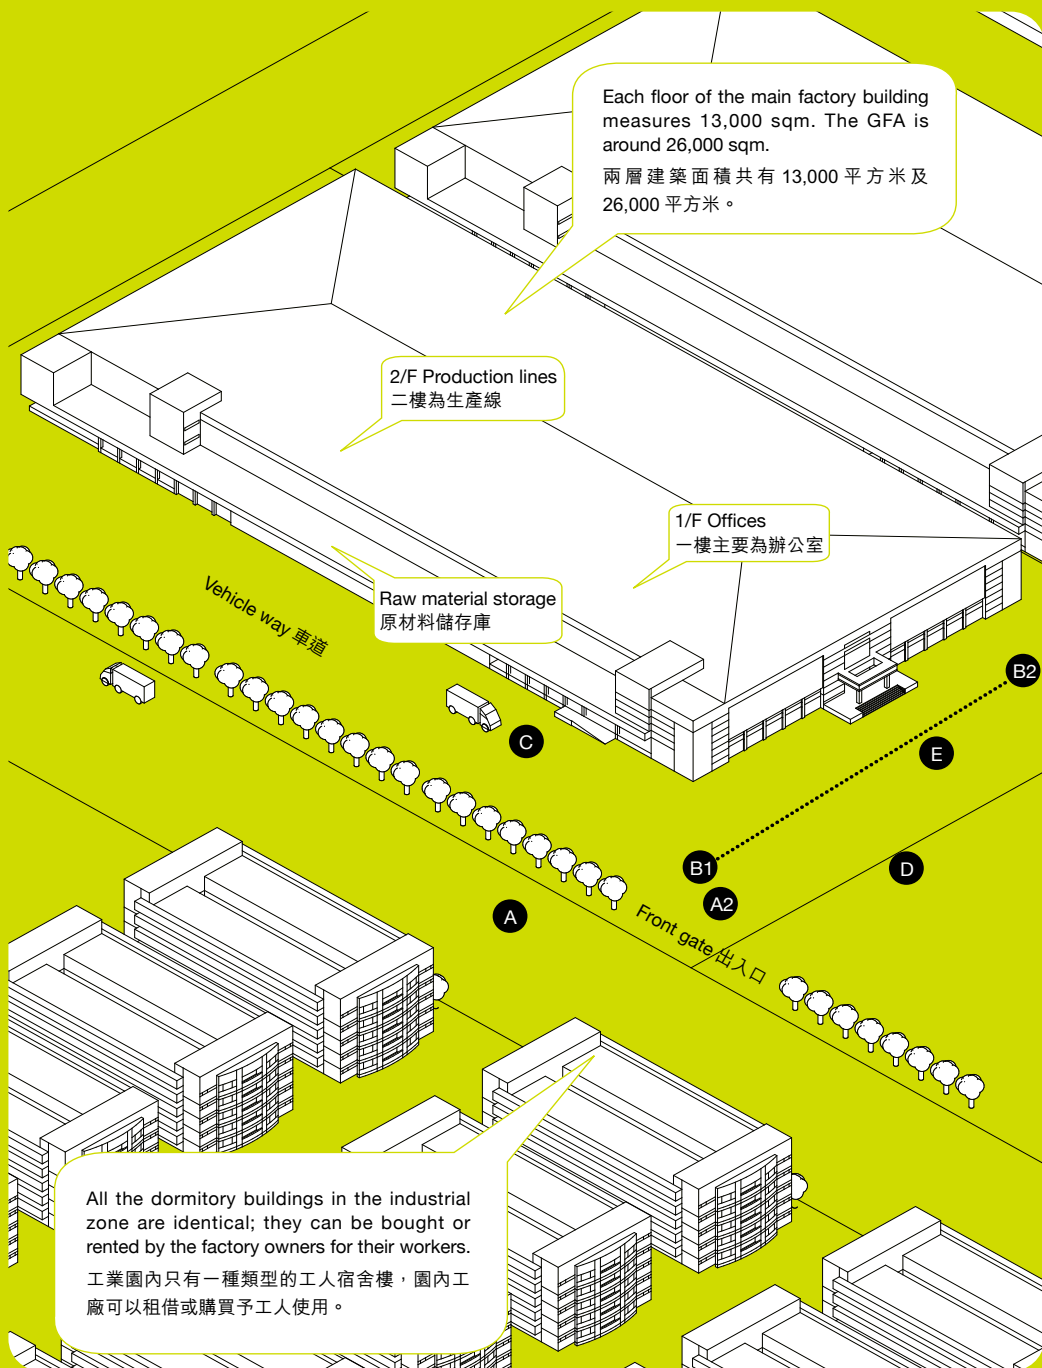 Each floor of the main factory building
measures 13,000 sqm. The GFA is
around 26,000 sqm.
兩層建築面積共有 13,000 平方米及
26,000 平方米。
2/F Production lines
二樓為生產線
1/F Offices
一樓主要為辦公室
Raw material storage
原材料儲存庫
Vehicle way 車道
B2
C
E
B1
D
A2
A
Front gate 出入口
All the dormitory buildings in the industrial
zone are identical; they can be bought or
rented by the factory owners for their workers.
工業園內只有一種類型的工人宿舍樓，園內工
廠可以租借或購買予工人使用。